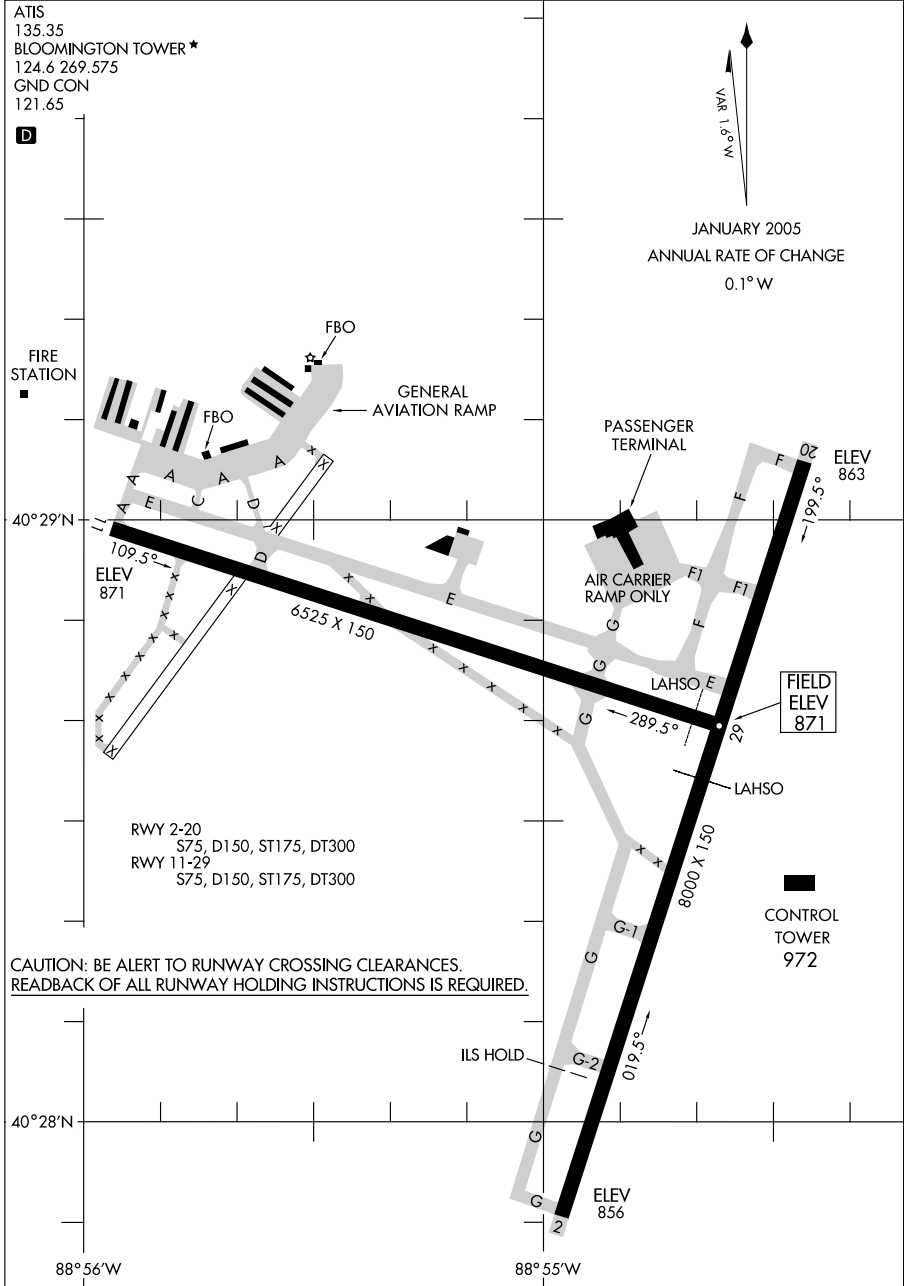 ATIS
135.35
BLOOMINGTON TOWER ★
124.6 269.575
GND CON
121.65
D
VAR 1.6° W
JANUARY 2005
ANNUAL RATE OF CHANGE
0.1° W
FIRE
STATION
FBO
GENERAL
AVIATION RAMP
FBO
PASSENGER
TERMINAL
AIR CARRIER
RAMP ONLY
A
A
A
A
A
A
E
C
D
D
X
X
X
X
F
20
ELEV
863
199.5°
F
F1
F1
F
40°29'N
11
109.5°
ELEV
871
6525 X 150
E
G
G
G
E
LAHSO
289.5°
29
FIELD
ELEV
871
LAHSO
8000 X 150
RWY 2-20
S75, D150, ST175, DT300
RWY 11-29
S75, D150, ST175, DT300
CONTROL
TOWER
972
G-1
G
CAUTION: BE ALERT TO RUNWAY CROSSING CLEARANCES.
READBACK OF ALL RUNWAY HOLDING INSTRUCTIONS IS REQUIRED.
ILS HOLD
G-2
019.5°
40°28'N
G
G
2
ELEV
856
88°56'W
88°55'W